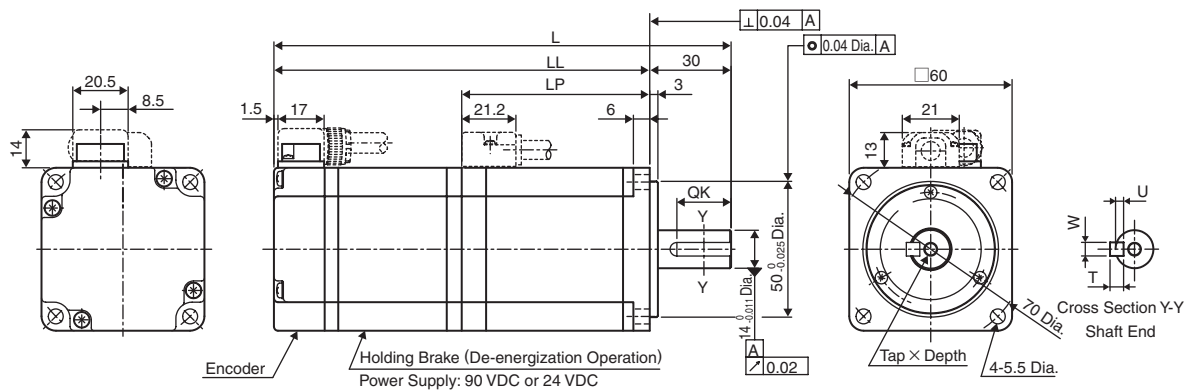 ⊥ 0.04 A
L
◎ 0.04 Dia. A
20.5
LL
30
□60
8.5
LP
3
1.5
17
21.2
6
21
14
13
QK
U
Y
W
50 0 -0.025 Dia.
T
Y
14 0 -0.011 Dia.
Cross Section Y-Y
Shaft End
70 Dia.
A
↗ 0.02
Encoder
Holding Brake (De-energization Operation)
Power Supply: 90 VDC or 24 VDC
Tap × Depth
4-5.5 Dia.